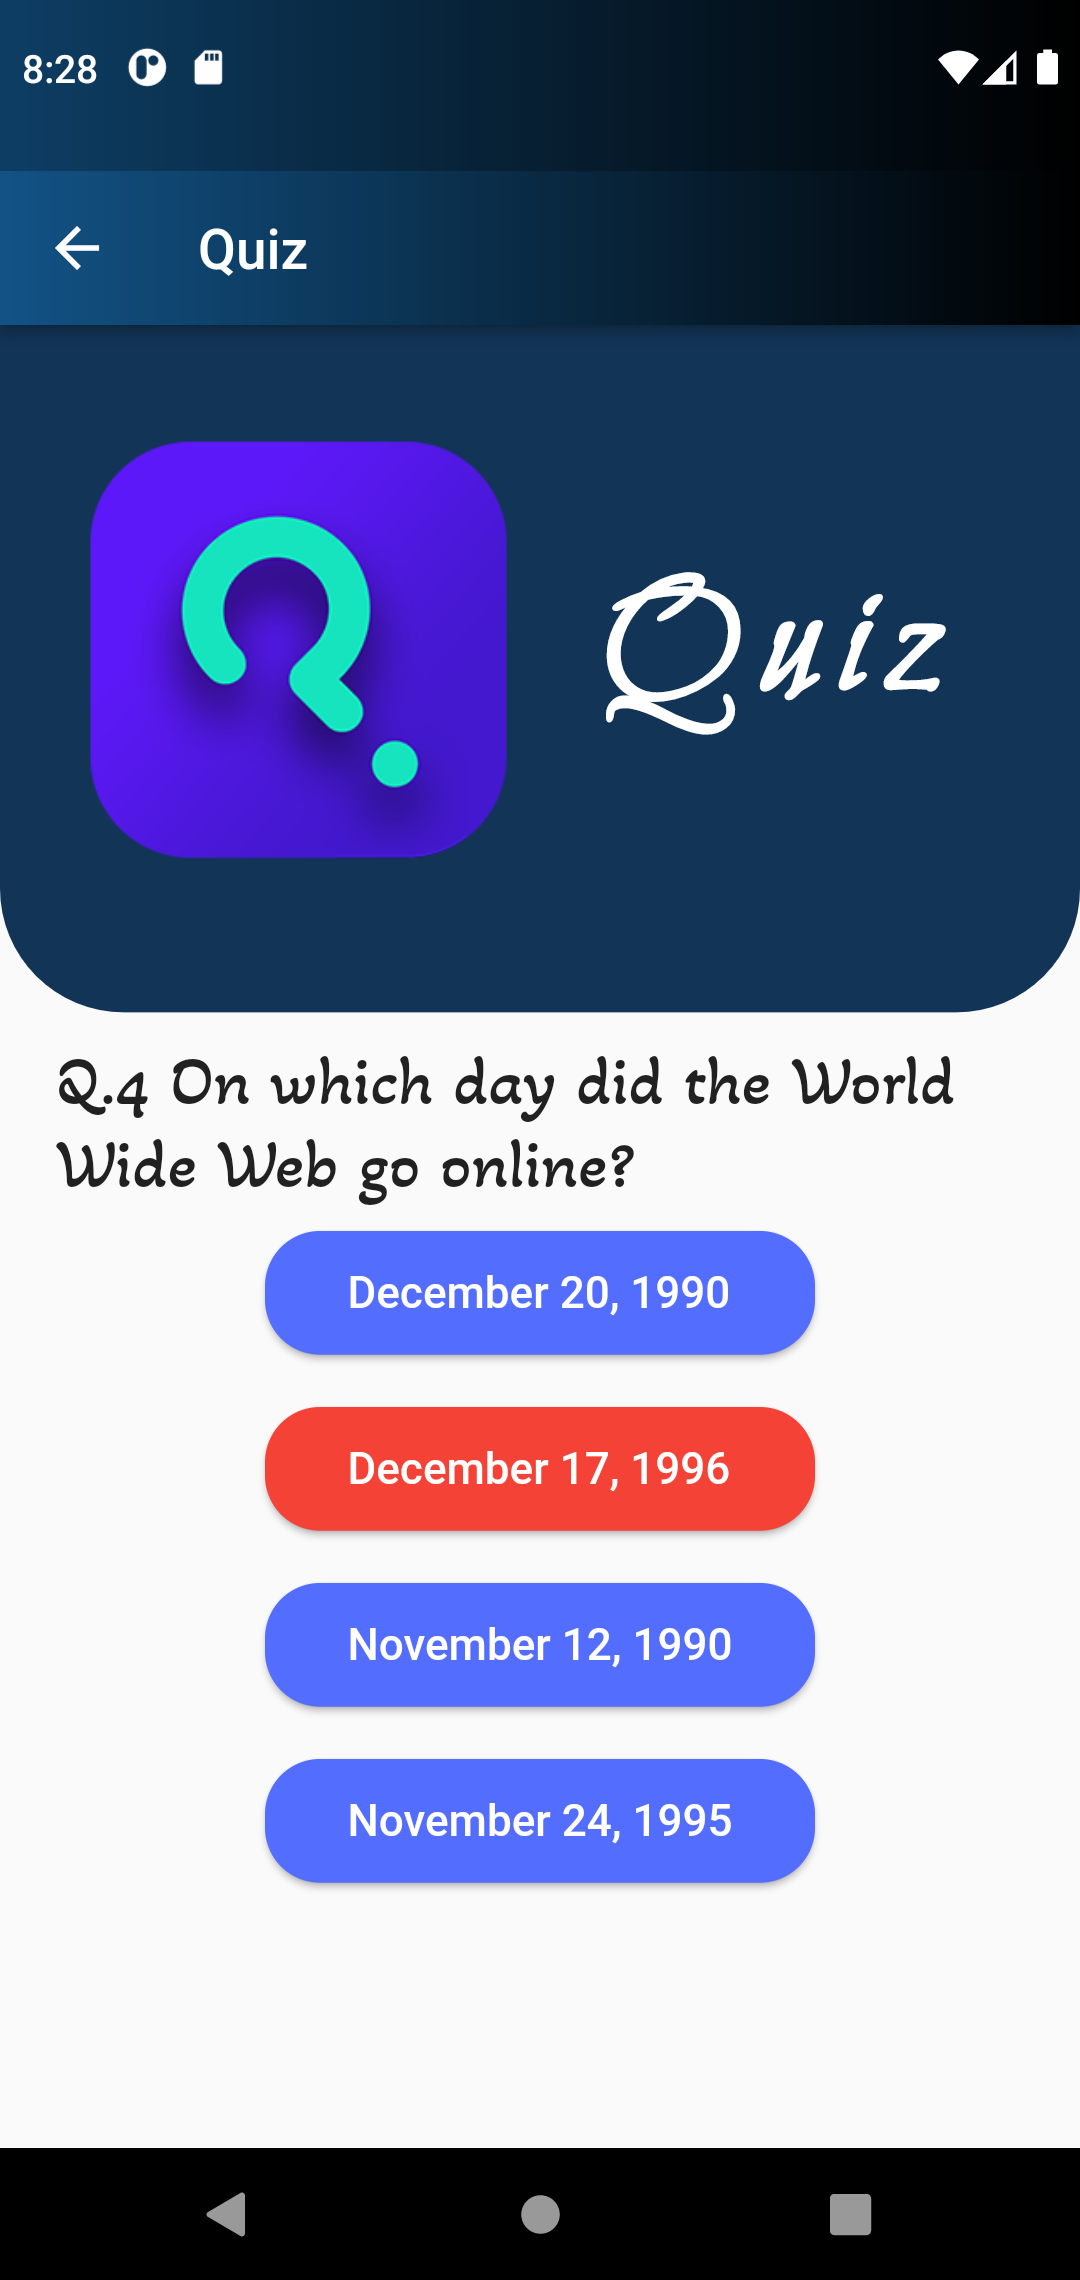 8:28
Quiz
Quiz
Q.4 On which day did the World
Wide Web go online?
December 20, 1990
December 17, 1996
November 12, 1990
November 24, 1995